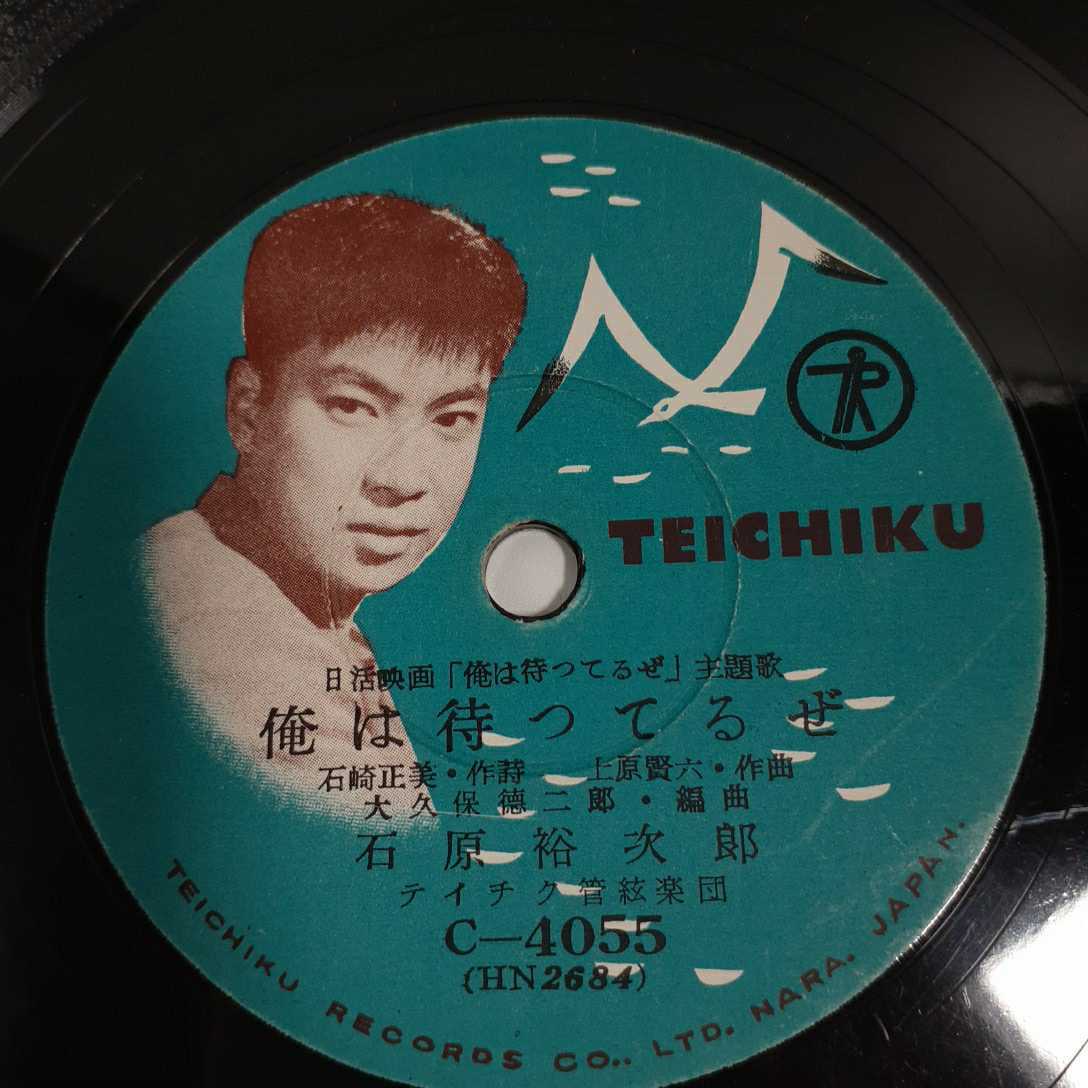 TR
TEICHIKU
日活映画「俺は待つてるぜ」主題歌
俺は待つてるぜ
石崎正美・作詩 上原賢六・作曲
大久保徳二郎・編曲
石原裕次郎
テイチク管絃楽団
C—4055
(HN2684)
TEICHIKU RECORDS CO., LTD. NARA. JAPAN.